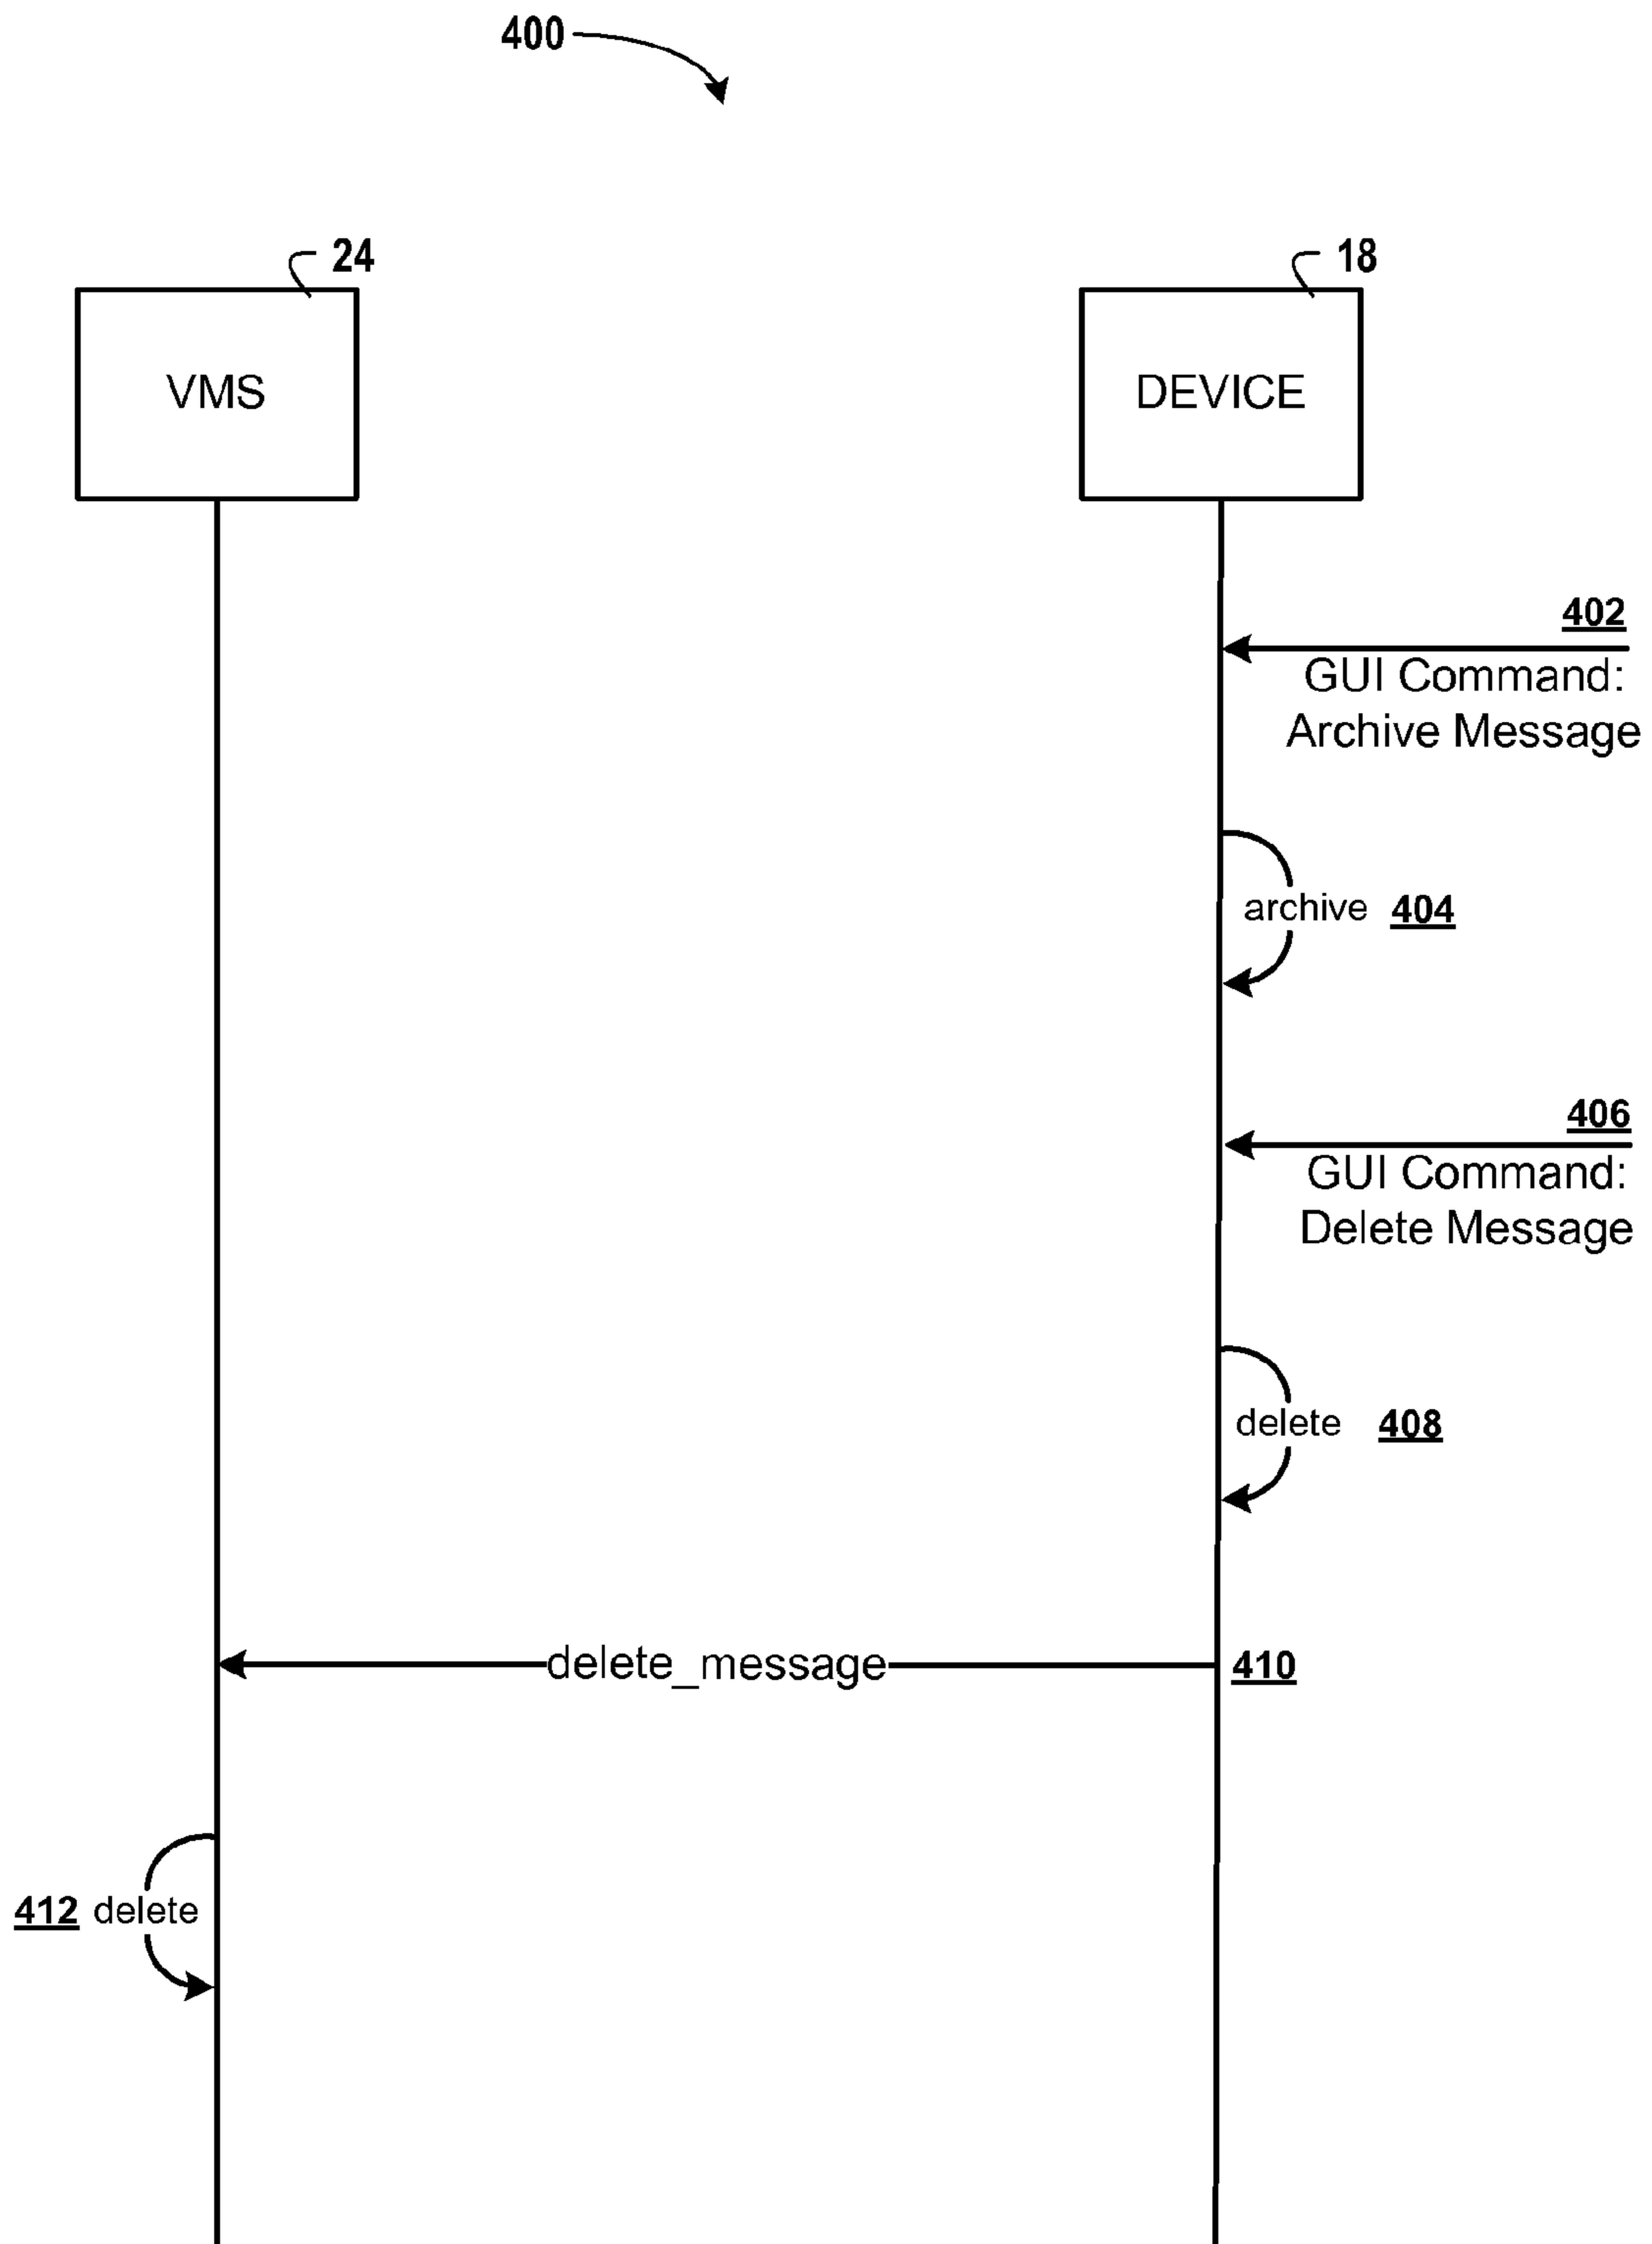 400
24
18
VMS
DEVICE
402
GUI Command:
Archive Message
archive 404
406
GUI Command:
Delete Message
delete 408
delete_message 410
412 delete